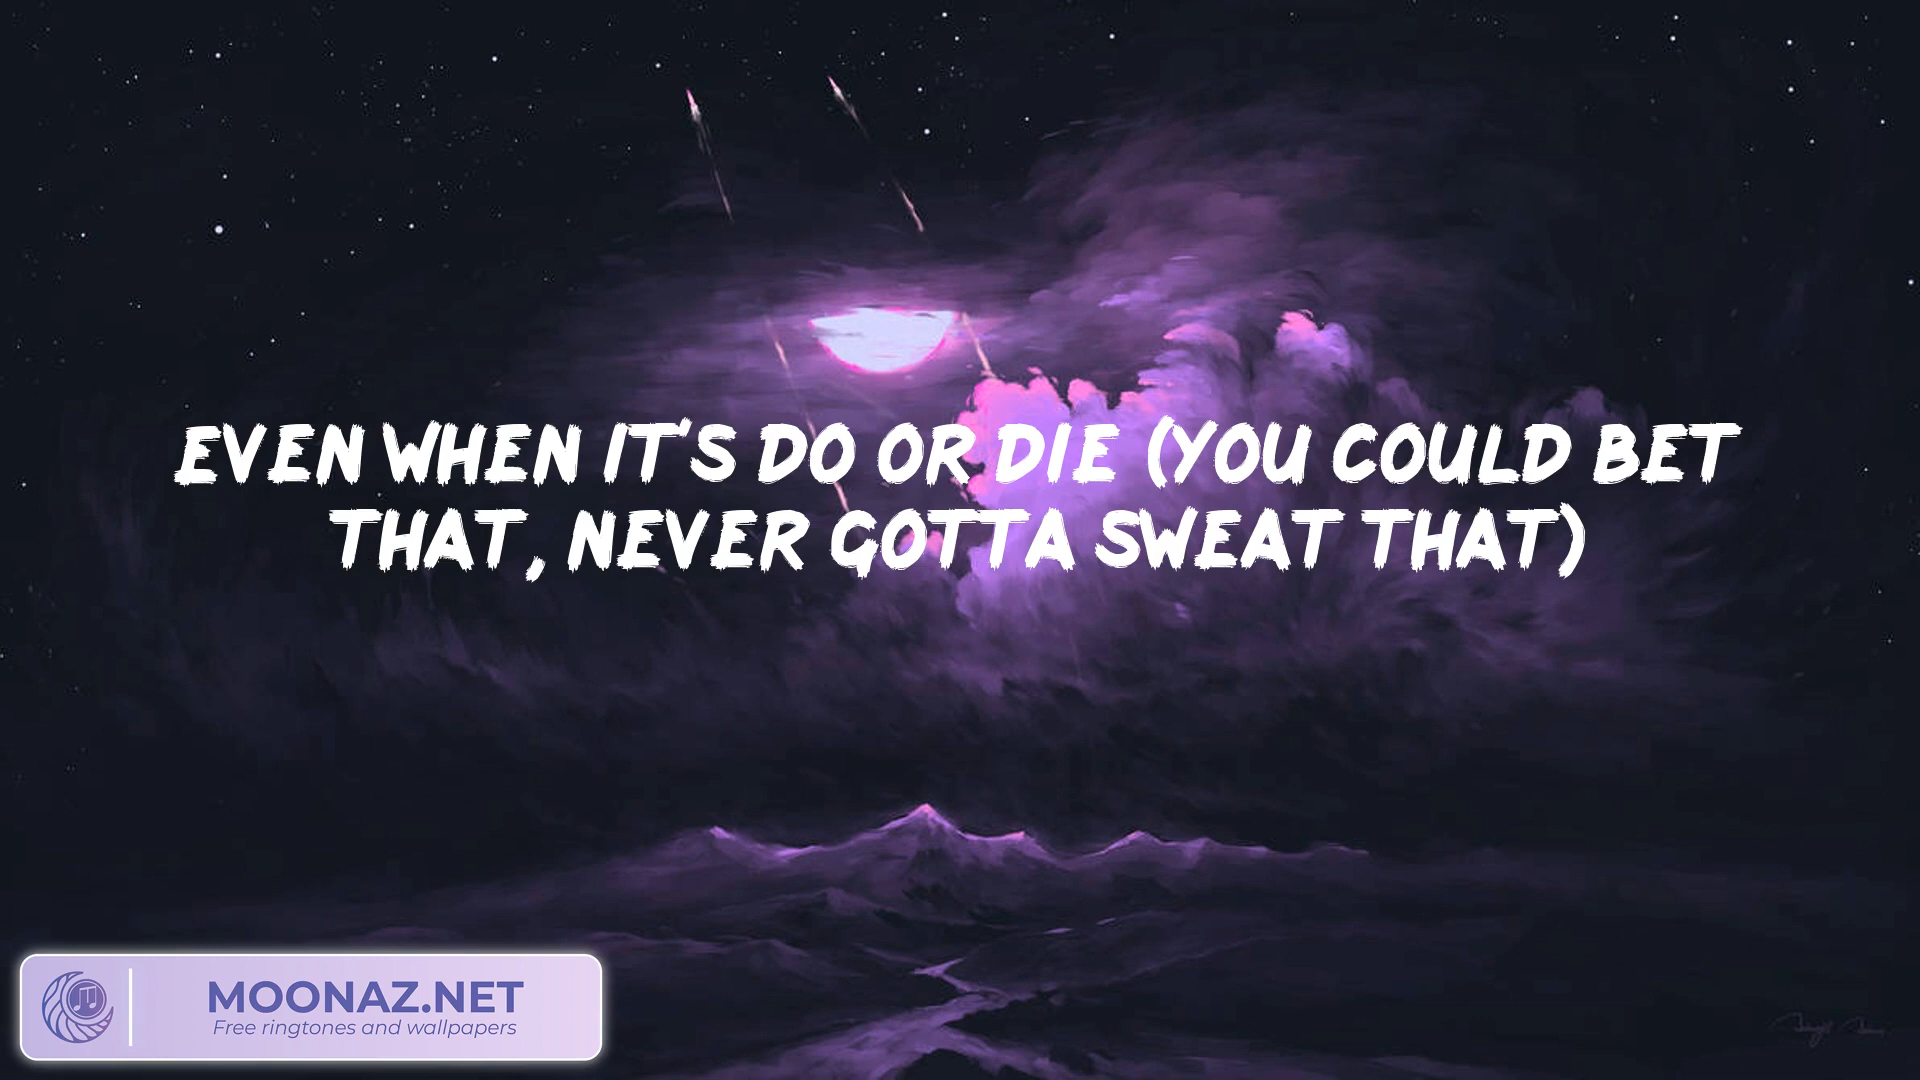 EVEN WHEN IT'S DO OR DIE (YOU COULD BET
THAT, NEVER GOTTA SWEAT THAT)
MOONAZ.NET
Free ringtones and wallpapers